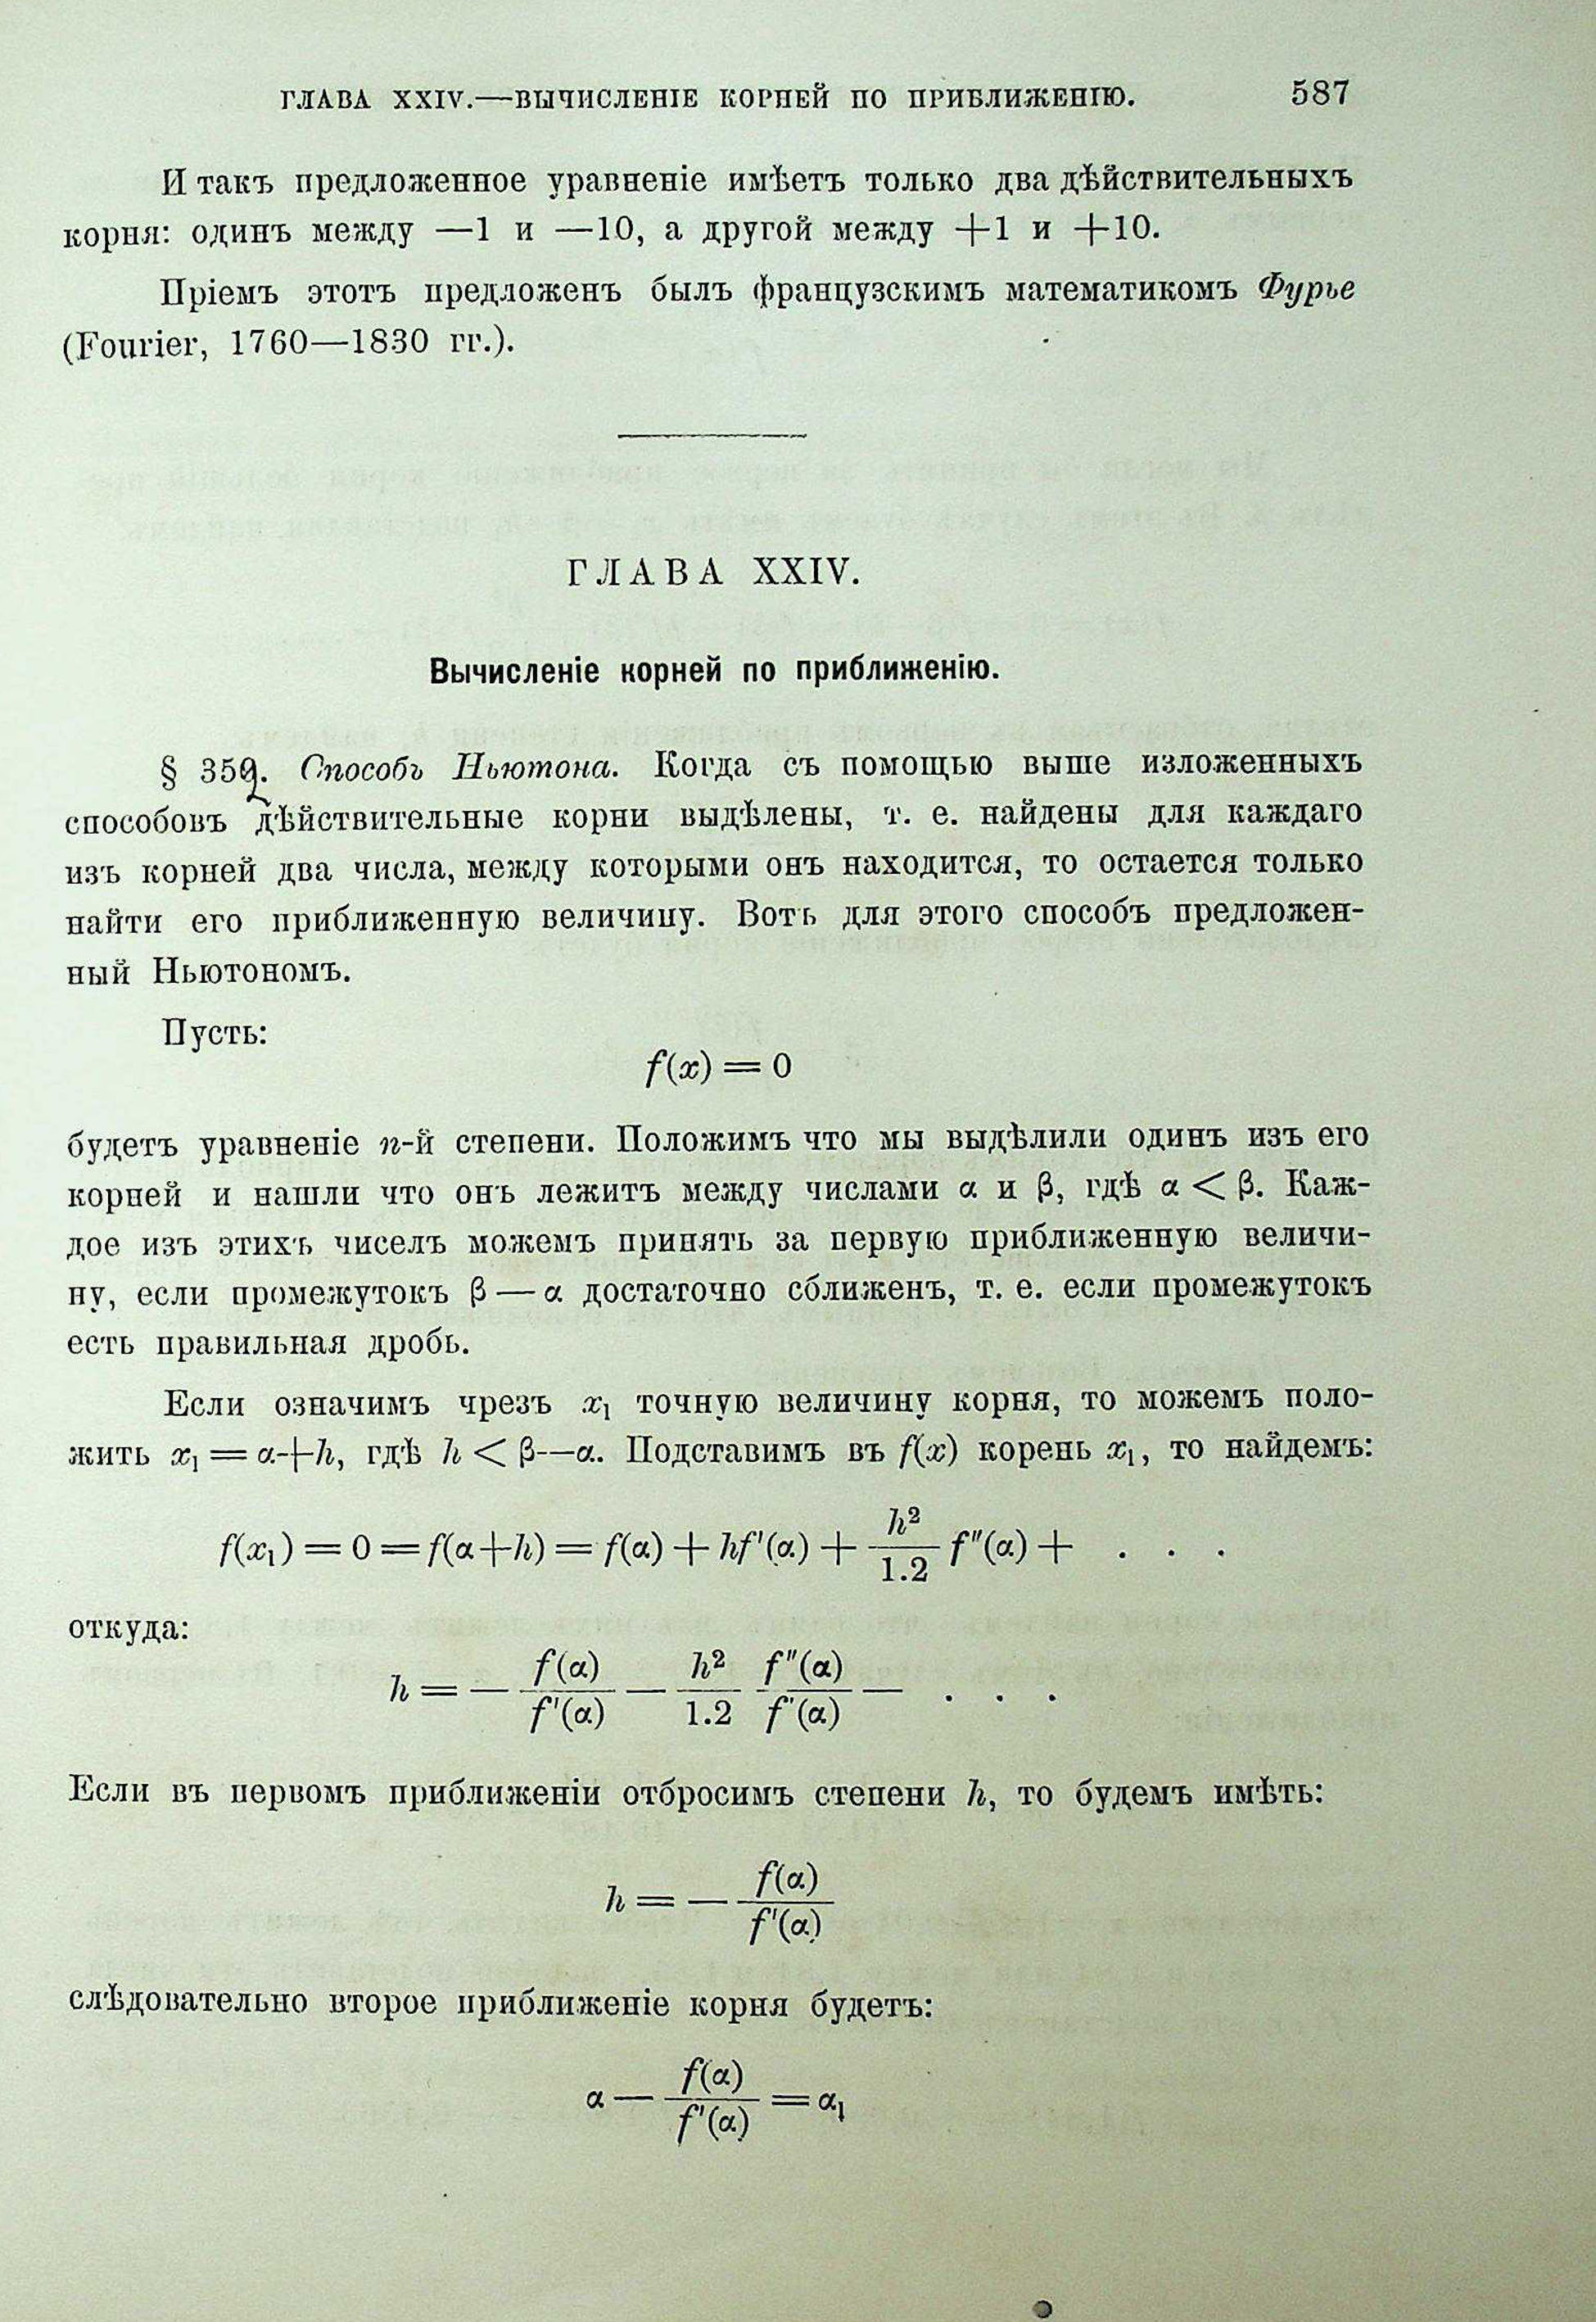 ГЛАВА XXIV.—ВЫЧИСЛЕНІЕ КОРНЕЙ ПО ПРИБЛИЖЕНІЮ. 587
И такъ предложенное уравненіе имѣетъ только два дѣйствительныхъ
корня: одинъ между —1 и —10, а другой между +1 и +10.
Пріемъ этотъ предложенъ былъ французскимъ математикомъ Фурье
(Fourier, 1760—1830 гг.).
ГЛАВА XXIV.
Вычисленіе корней по приближенію.
§ Способъ Ньютона. Когда съ помощью выше изложенныхъ
способовъ дѣйствительные корни выдѣлены, т. е. найдены для каждаго
изъ корней два числа, между которыми онъ находится, то остается только
найти его приближенную величину. Вотъ для этого способъ предложен-
ный Ньютономъ.
Пусть:
f(x) = 0
будетъ уравненіе n-й степени. Положимъ что мы выдѣлили одинъ изъ его
корней и нашли что онъ лежитъ между числами α и β, гдѣ α < β. Каж-
дое изъ этихъ чиселъ можемъ принять за первую приближенную величи-
ну, если промежутокъ β — α достаточно сближенъ, т. е. если промежутокъ
есть правильная дробь.
Если означимъ чрезъ x₁ точную величину корня, то можемъ поло-
жить x₁ = α+h, гдѣ h < β—α. Подставимъ въ f(x) корень x₁, то найдемъ:
f(x₁) = 0 = f(α+h) = f(α) + hf'(α) + h²/1.2 f''(α) + . . .
откуда:
h = — f(α)/f'(α) — h²/1.2 f''(α)/f'(α) — . . .
Если въ первомъ приближеніи отбросимъ степени h, то будемъ имѣть:
h = — f(α)/f'(α)
слѣдовательно второе приближеніе корня будетъ:
α — f(α)/f'(α) = α₁